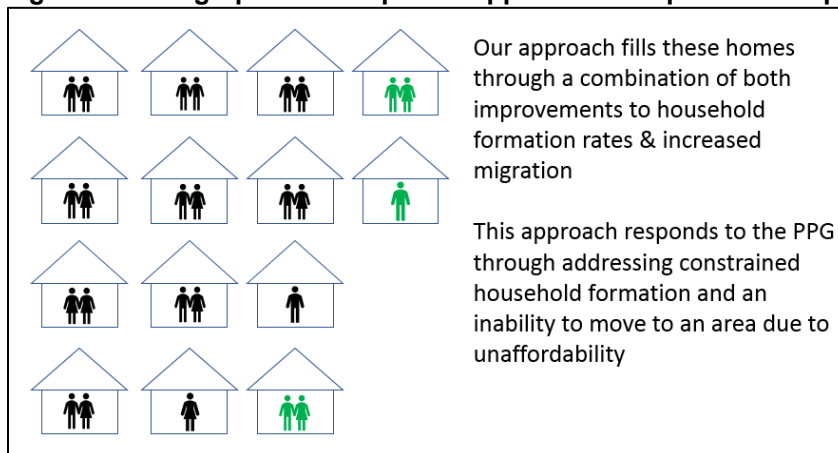 Our approach fills these homes
through a combination of both
improvements to household
formation rates & increased
migration
This approach responds to the PPG
through addressing constrained
household formation and an
inability to move to an area due to
unaffordability